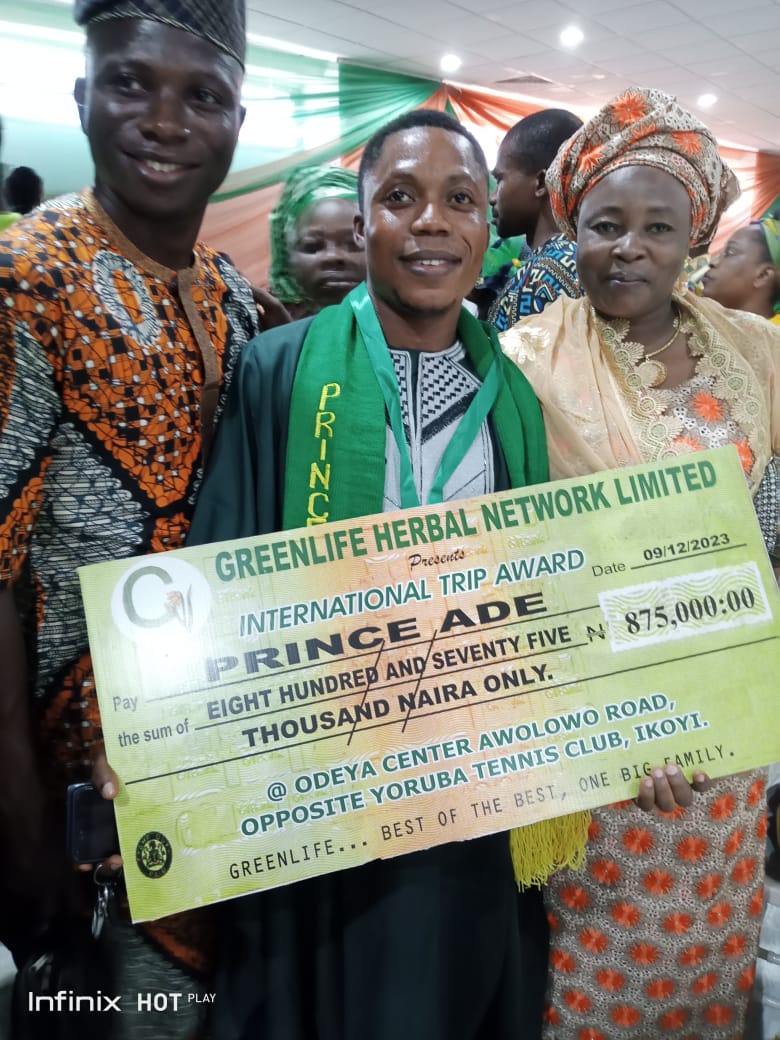 PRINC
GREENLIFE HERBAL NETWORK LIMITED
Presents
INTERNATIONAL TRIP AWARD
Date 09/12/2023
Pay PRINCE ADE
₦ 875,000:00
the sum of EIGHT HUNDRED AND SEVENTY FIVE
THOUSAND NAIRA ONLY.
@ ODEYA CENTER AWOLOWO ROAD,
OPPOSITE YORUBA TENNIS CLUB, IKOYI.
GREENLIFE... BEST OF THE BEST, ONE BIG FAMILY.
Infinix HOT PLAY